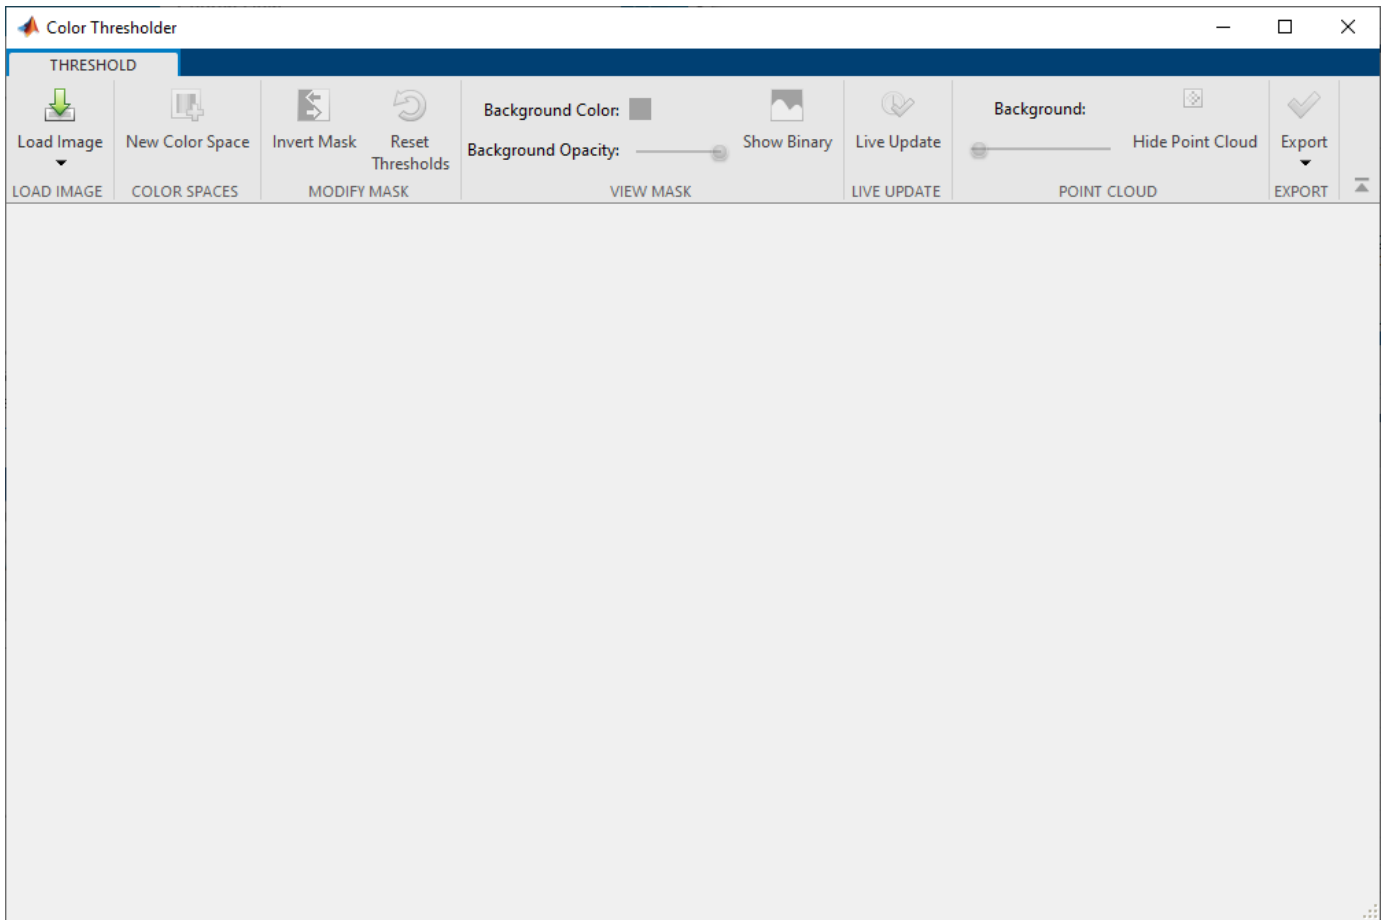 Color Thresholder
THRESHOLD
Load Image
New Color Space
Invert Mask
Reset
Thresholds
Background Color:
Background Opacity:
Show Binary
Live Update
Background:
Hide Point Cloud
Export
LOAD IMAGE
COLOR SPACES
MODIFY MASK
VIEW MASK
LIVE UPDATE
POINT CLOUD
EXPORT